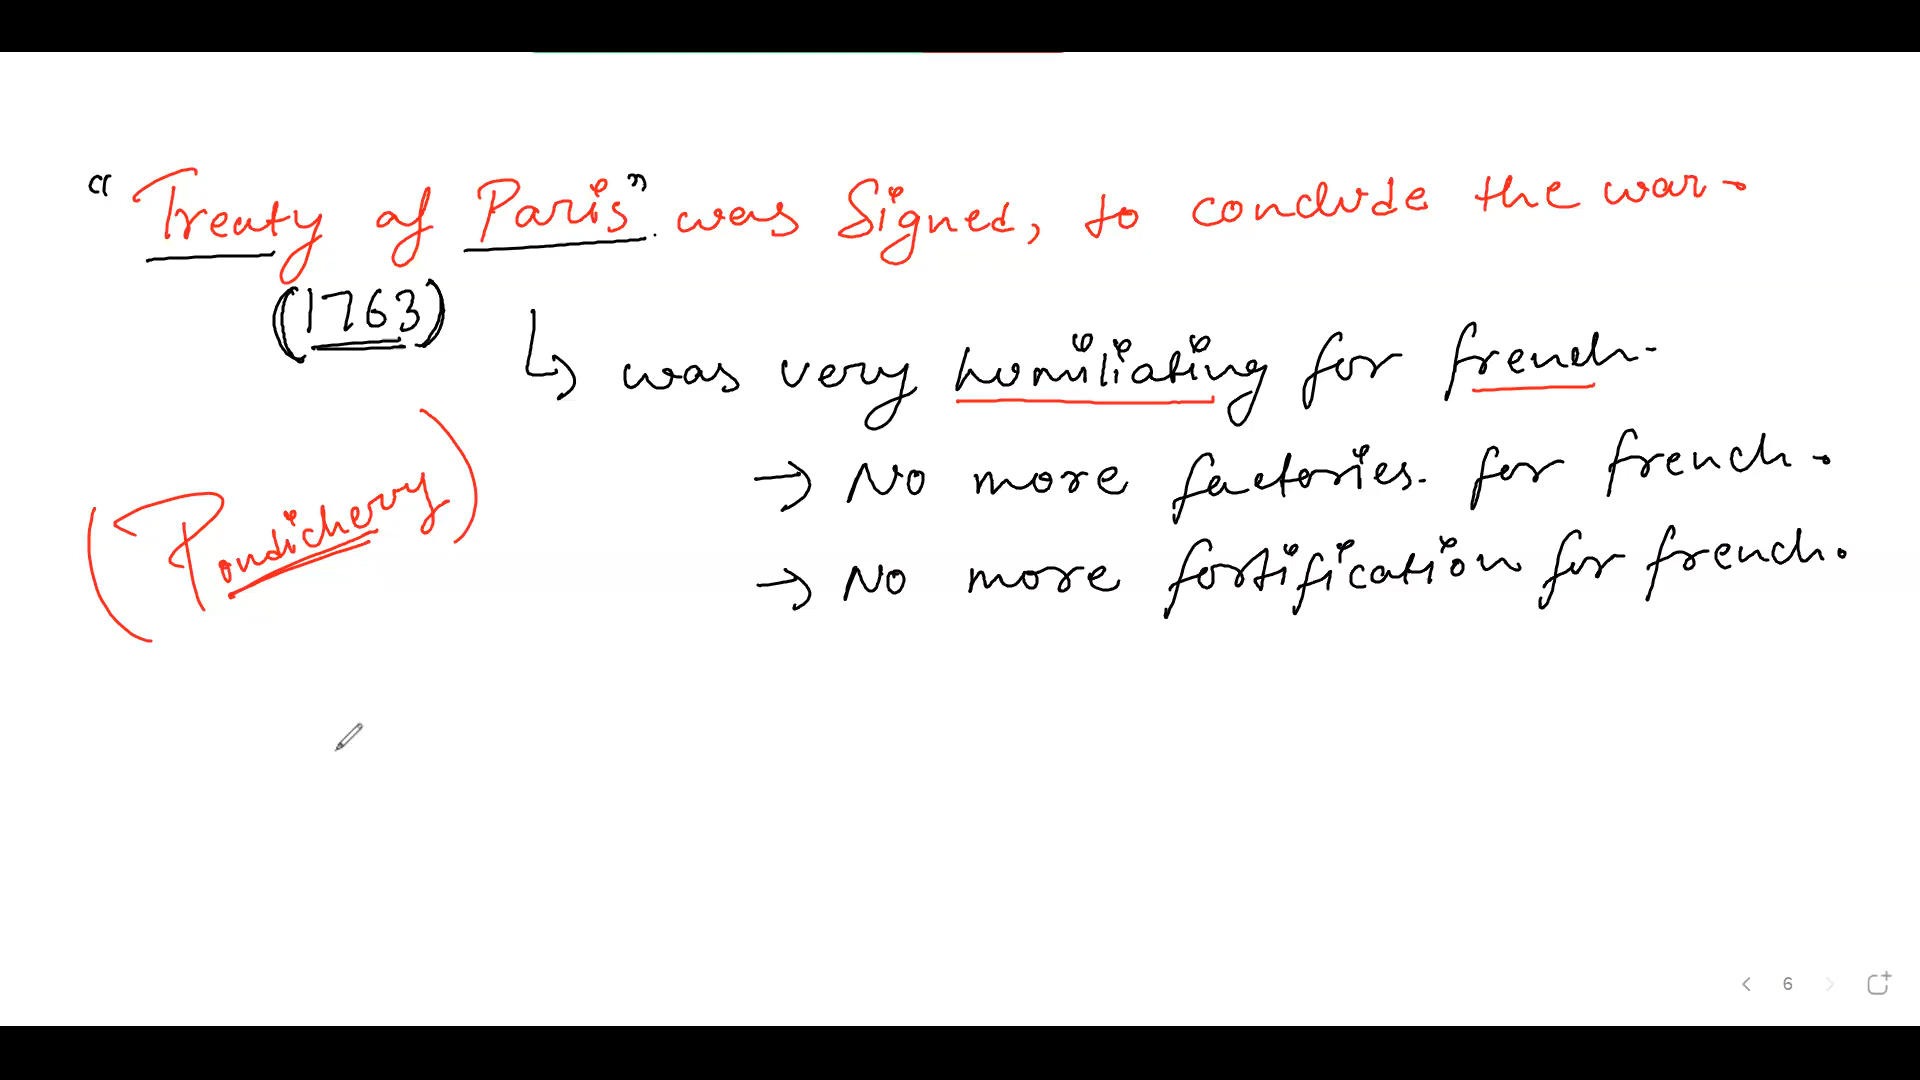 "Treaty of Paris" was Signed, to conclude the war.
(1763)
↳ was very humiliating for french.
(Pondicherry)
→ No more factories. for french.
→ No more fortification for french.
6